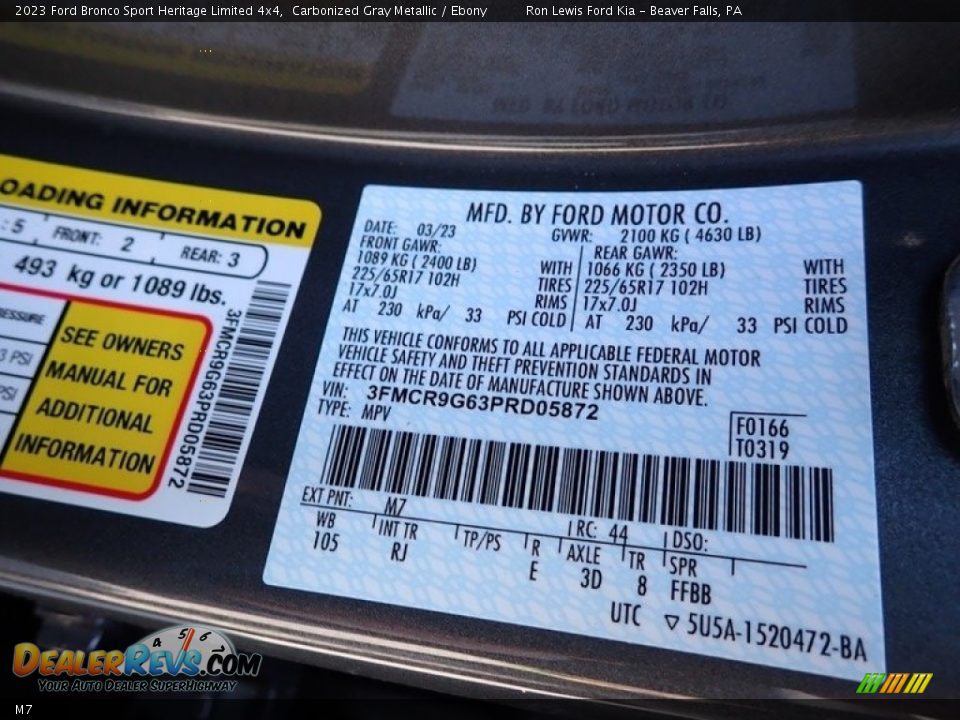 2023 Ford Bronco Sport Heritage Limited 4x4, Carbonized Gray Metallic / Ebony Ron Lewis Ford Kia - Beaver Falls, PA
OADING INFORMATION
: 5 FRONT: 2 REAR: 3
493 kg or 1089 lbs.
SEE OWNERS
MANUAL FOR
ADDITIONAL
INFORMATION
PSI
PSI
3FMCR9G63PRD05872
MFD. BY FORD MOTOR CO.
DATE: 03/23 GVWR: 2100 KG ( 4630 LB)
FRONT GAWR: REAR GAWR:
1089 KG ( 2400 LB) WITH 1066 KG ( 2350 LB) WITH
225/65R17 102H TIRES 225/65R17 102H TIRES
17x7.0J RIMS 17x7.0J RIMS
AT 230 kPa/ 33 PSI COLD AT 230 kPa/ 33 PSI COLD
THIS VEHICLE CONFORMS TO ALL APPLICABLE FEDERAL MOTOR
VEHICLE SAFETY AND THEFT PREVENTION STANDARDS IN
EFFECT ON THE DATE OF MANUFACTURE SHOWN ABOVE.
VIN: 3FMCR9G63PRD05872
TYPE: MPV
F0166
T0319
EXT PNT: M7 RC: 44 DSO:
WB INT TR TP/PS R AXLE TR SPR
105 RJ E 3D 8 FFBB
UTC ▽ 5U5A-1520472-BA
4 5 6
DEALERREVS.COM
YOUR AUTO DEALER SUPERHIGHWAY
M7